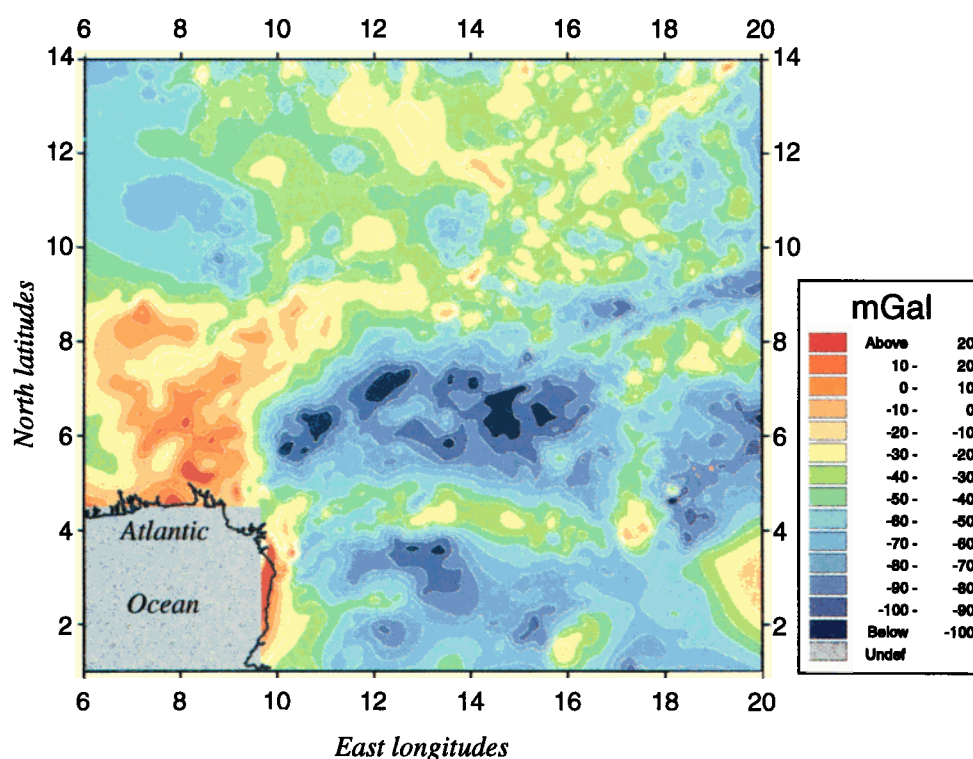 6 8 10 12 14 16 18 20
14 14
12 12
10 10
8
6 6
4 4
2 2
North latitudes
Atlantic
Ocean
6 8 10 12 14 16 18 20
East longitudes
mGal
Above 20
10 - 20
0 - 10
-10 - 0
-20 - -10
-30 - -20
-40 - -30
-50 - -40
-60 - -50
-70 - -60
-80 - -70
-90 - -80
-100 - -90
Below -100
Undef